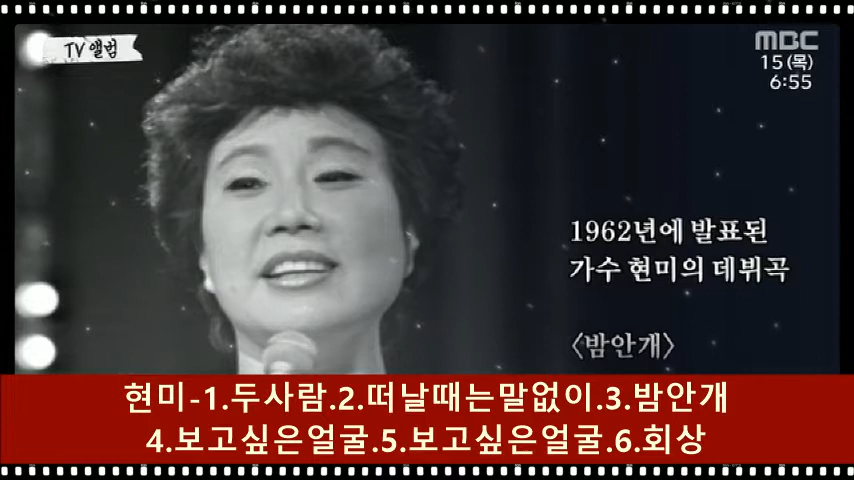 TV 앨범
MBC
15(목)
6:55
1962년에 발표된
가수 현미의 데뷔곡
〈밤안개〉
현미-1.두사람.2.떠날때는말없이.3.밤안개
4.보고싶은얼굴.5.보고싶은얼굴.6.회상